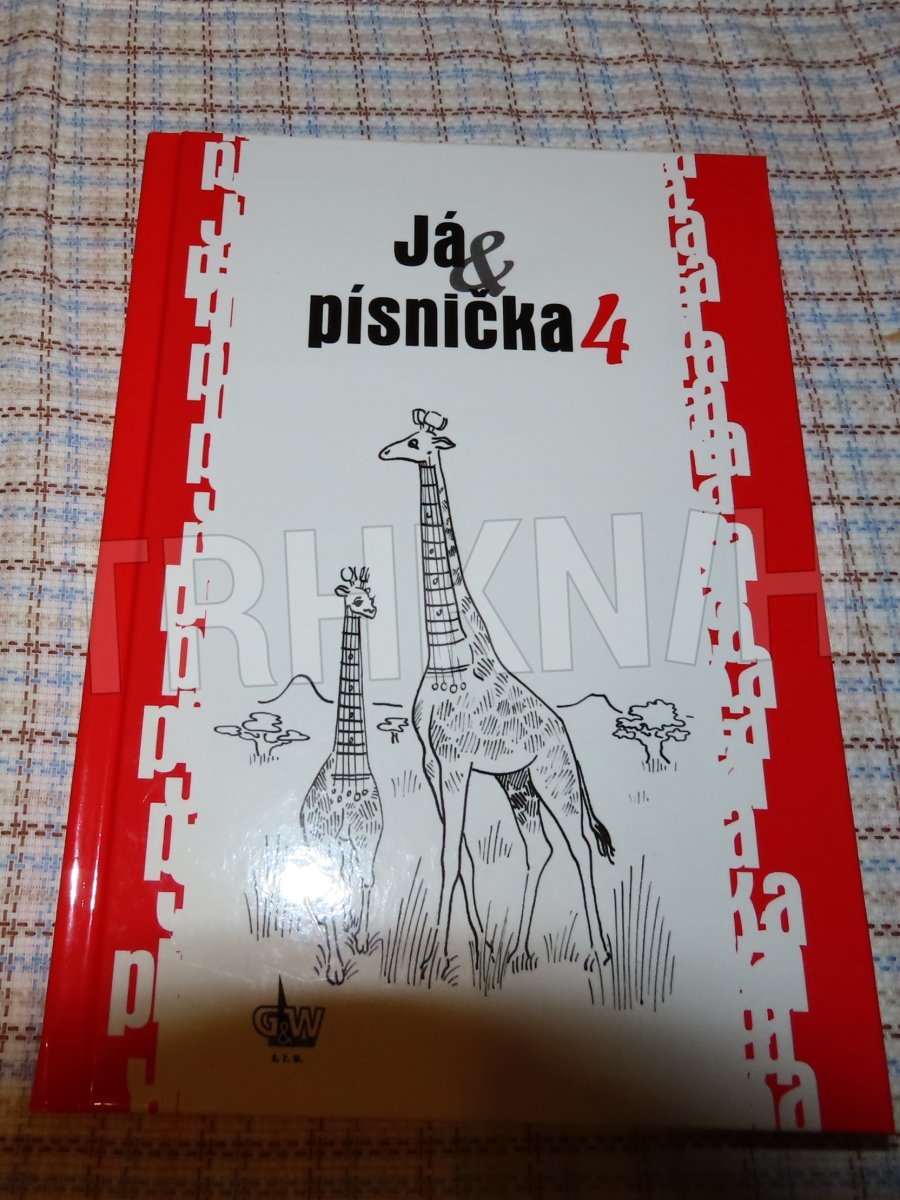 Já &
písnička 4
TRHKNIH
G&W
s. r. o.